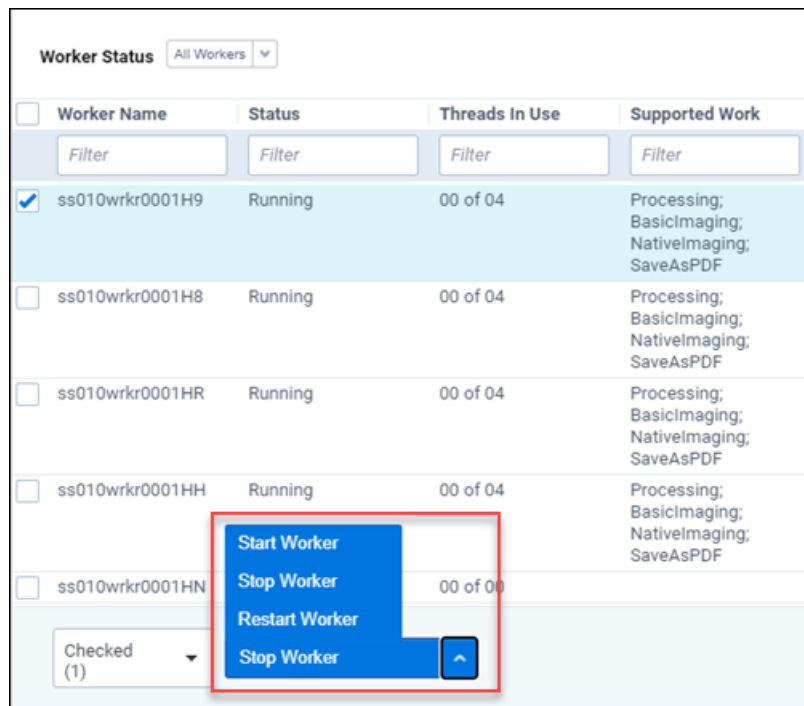 Worker Status All Workers
Worker Name Status Threads In Use Supported Work
Filter Filter Filter Filter
ss010wrkr0001H9 Running 00 of 04 Processing;
BasicImaging;
NativeImaging;
SaveAsPDF
ss010wrkr0001H8 Running 00 of 04 Processing;
BasicImaging;
NativeImaging;
SaveAsPDF
ss010wrkr0001HR Running 00 of 04 Processing;
BasicImaging;
NativeImaging;
SaveAsPDF
ss010wrkr0001HH Running 00 of 04 Processing;
BasicImaging;
NativeImaging;
SaveAsPDF
Start Worker
ss010wrkr0001HN Stop Worker 00 of 00
Restart Worker
Checked
(1)
Stop Worker